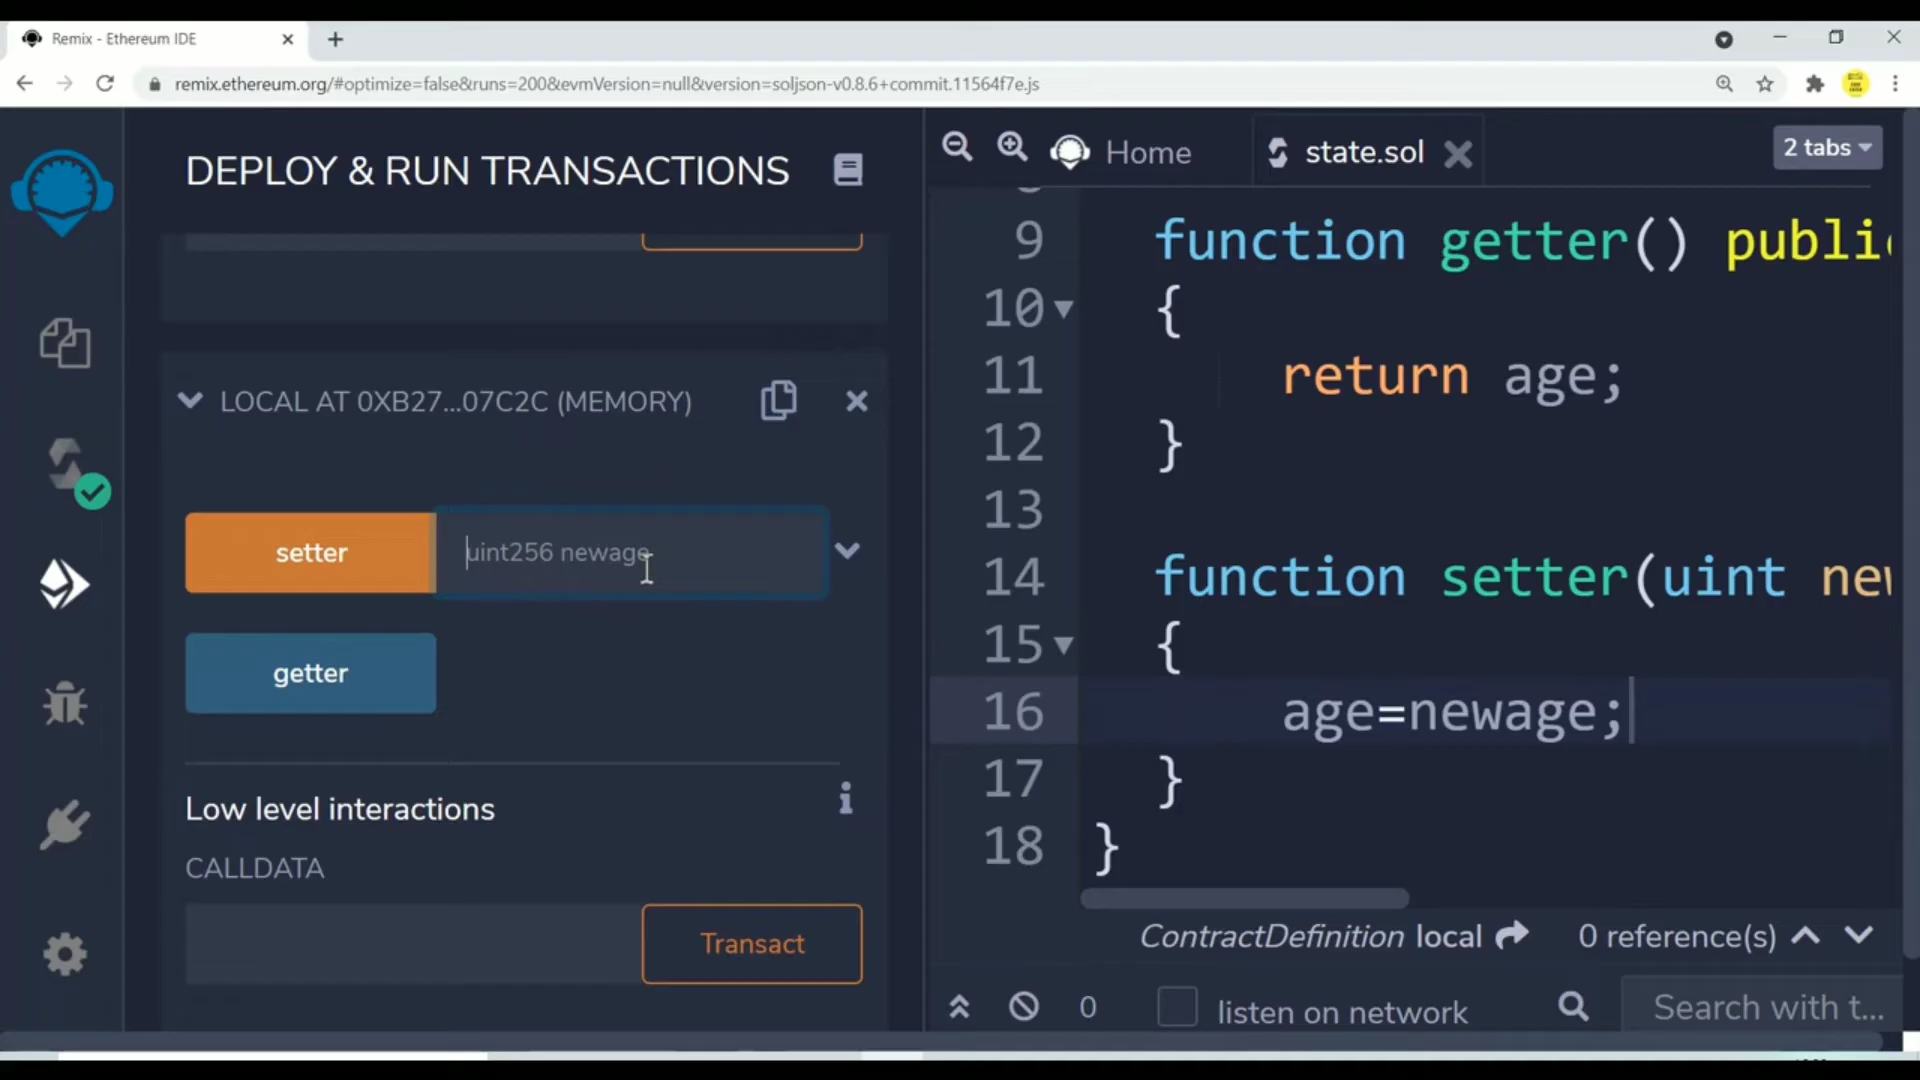 Remix - Ethereum IDE
remix.ethereum.org/#optimize=false&runs=200&evmVersion=null&version=soljson-v0.8.6+commit.11564f7e.js
DEPLOY & RUN TRANSACTIONS
LOCAL AT 0XB27...07C2C (MEMORY)
setter
uint256 newage
getter
Low level interactions
CALLDATA
Transact
Home
state.sol
2 tabs
9 function getter() public
10 {
11 return age;
12 }
13
14 function setter(uint new
15 {
16 age=newage;
17 }
18 }
ContractDefinition local
0 reference(s)
0
listen on network
Search with t...